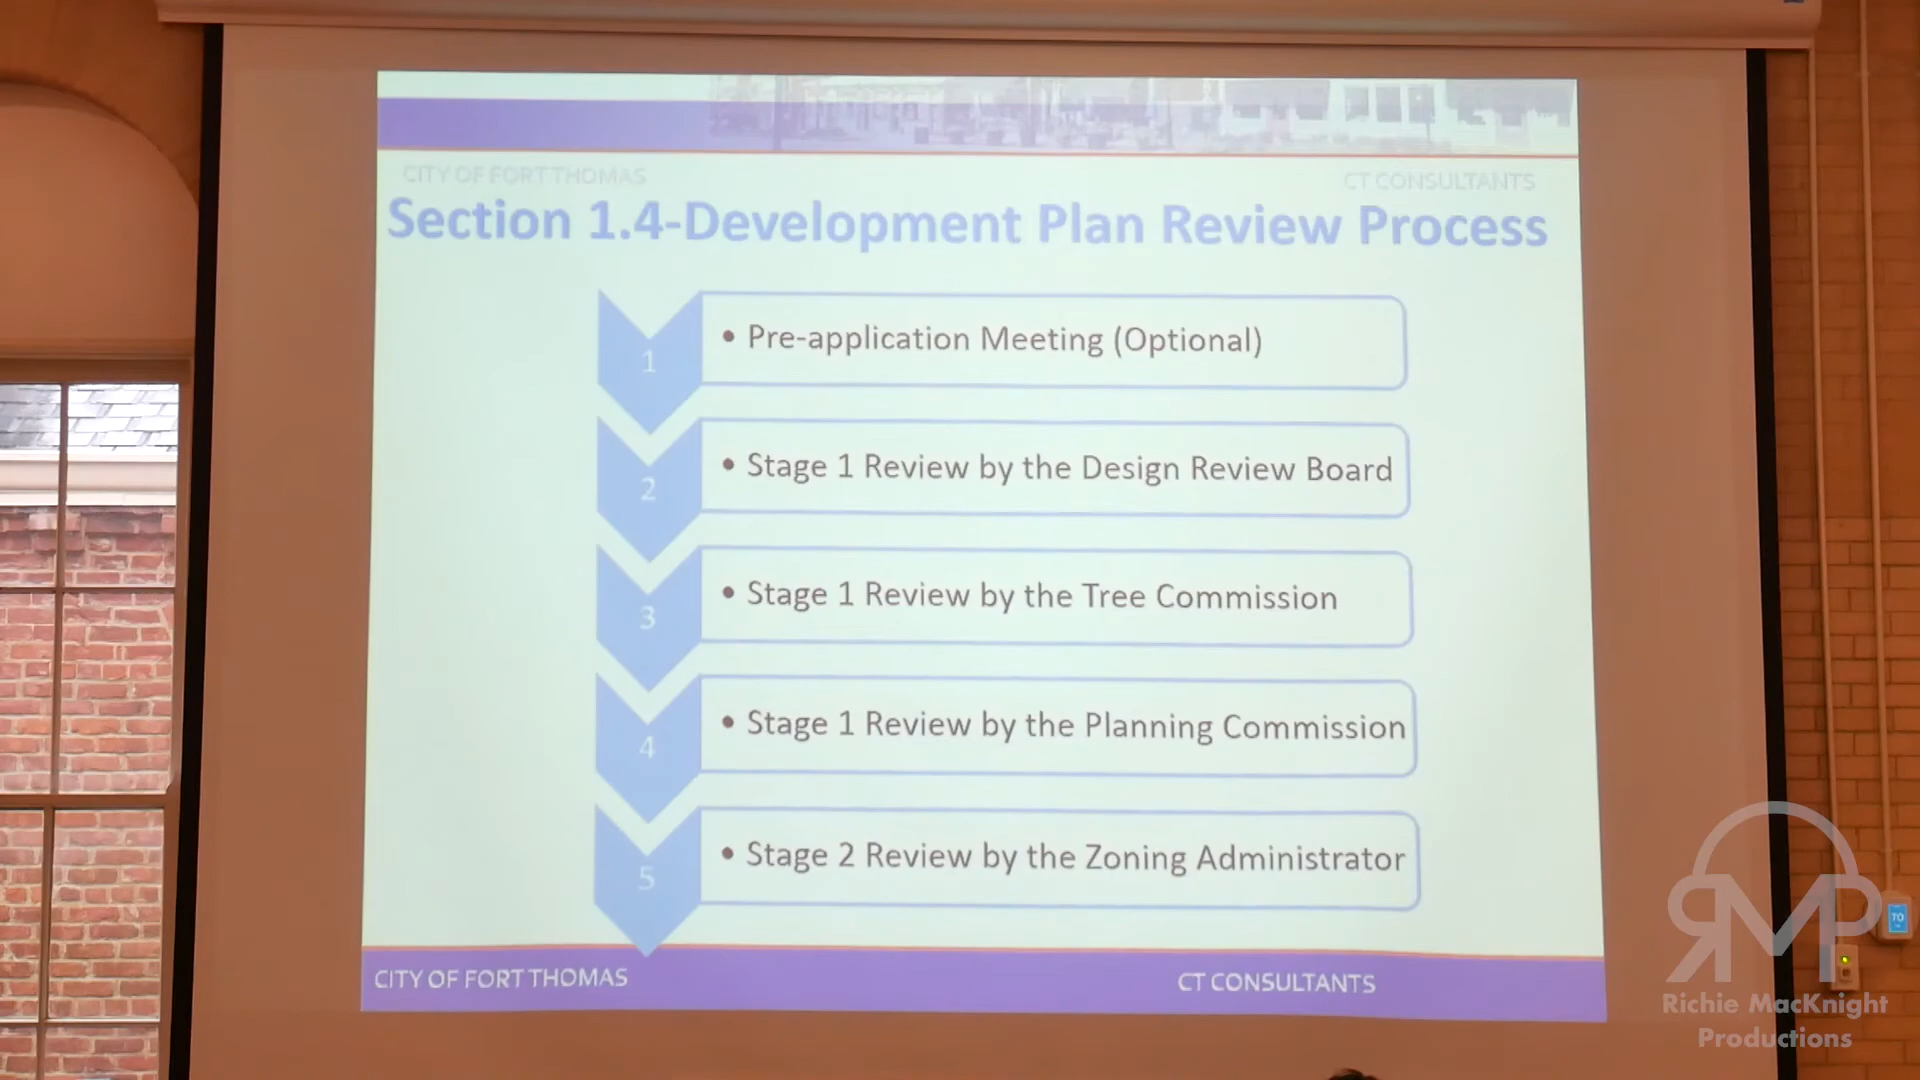 CITY OF FORT THOMAS
CT CONSULTANTS
Section 1.4-Development Plan Review Process
1
• Pre-application Meeting (Optional)
2
• Stage 1 Review by the Design Review Board
3
• Stage 1 Review by the Tree Commission
4
• Stage 1 Review by the Planning Commission
5
• Stage 2 Review by the Zoning Administrator
CITY OF FORT THOMAS
CT CONSULTANTS
70
RMP
Richie MacKnight
Productions